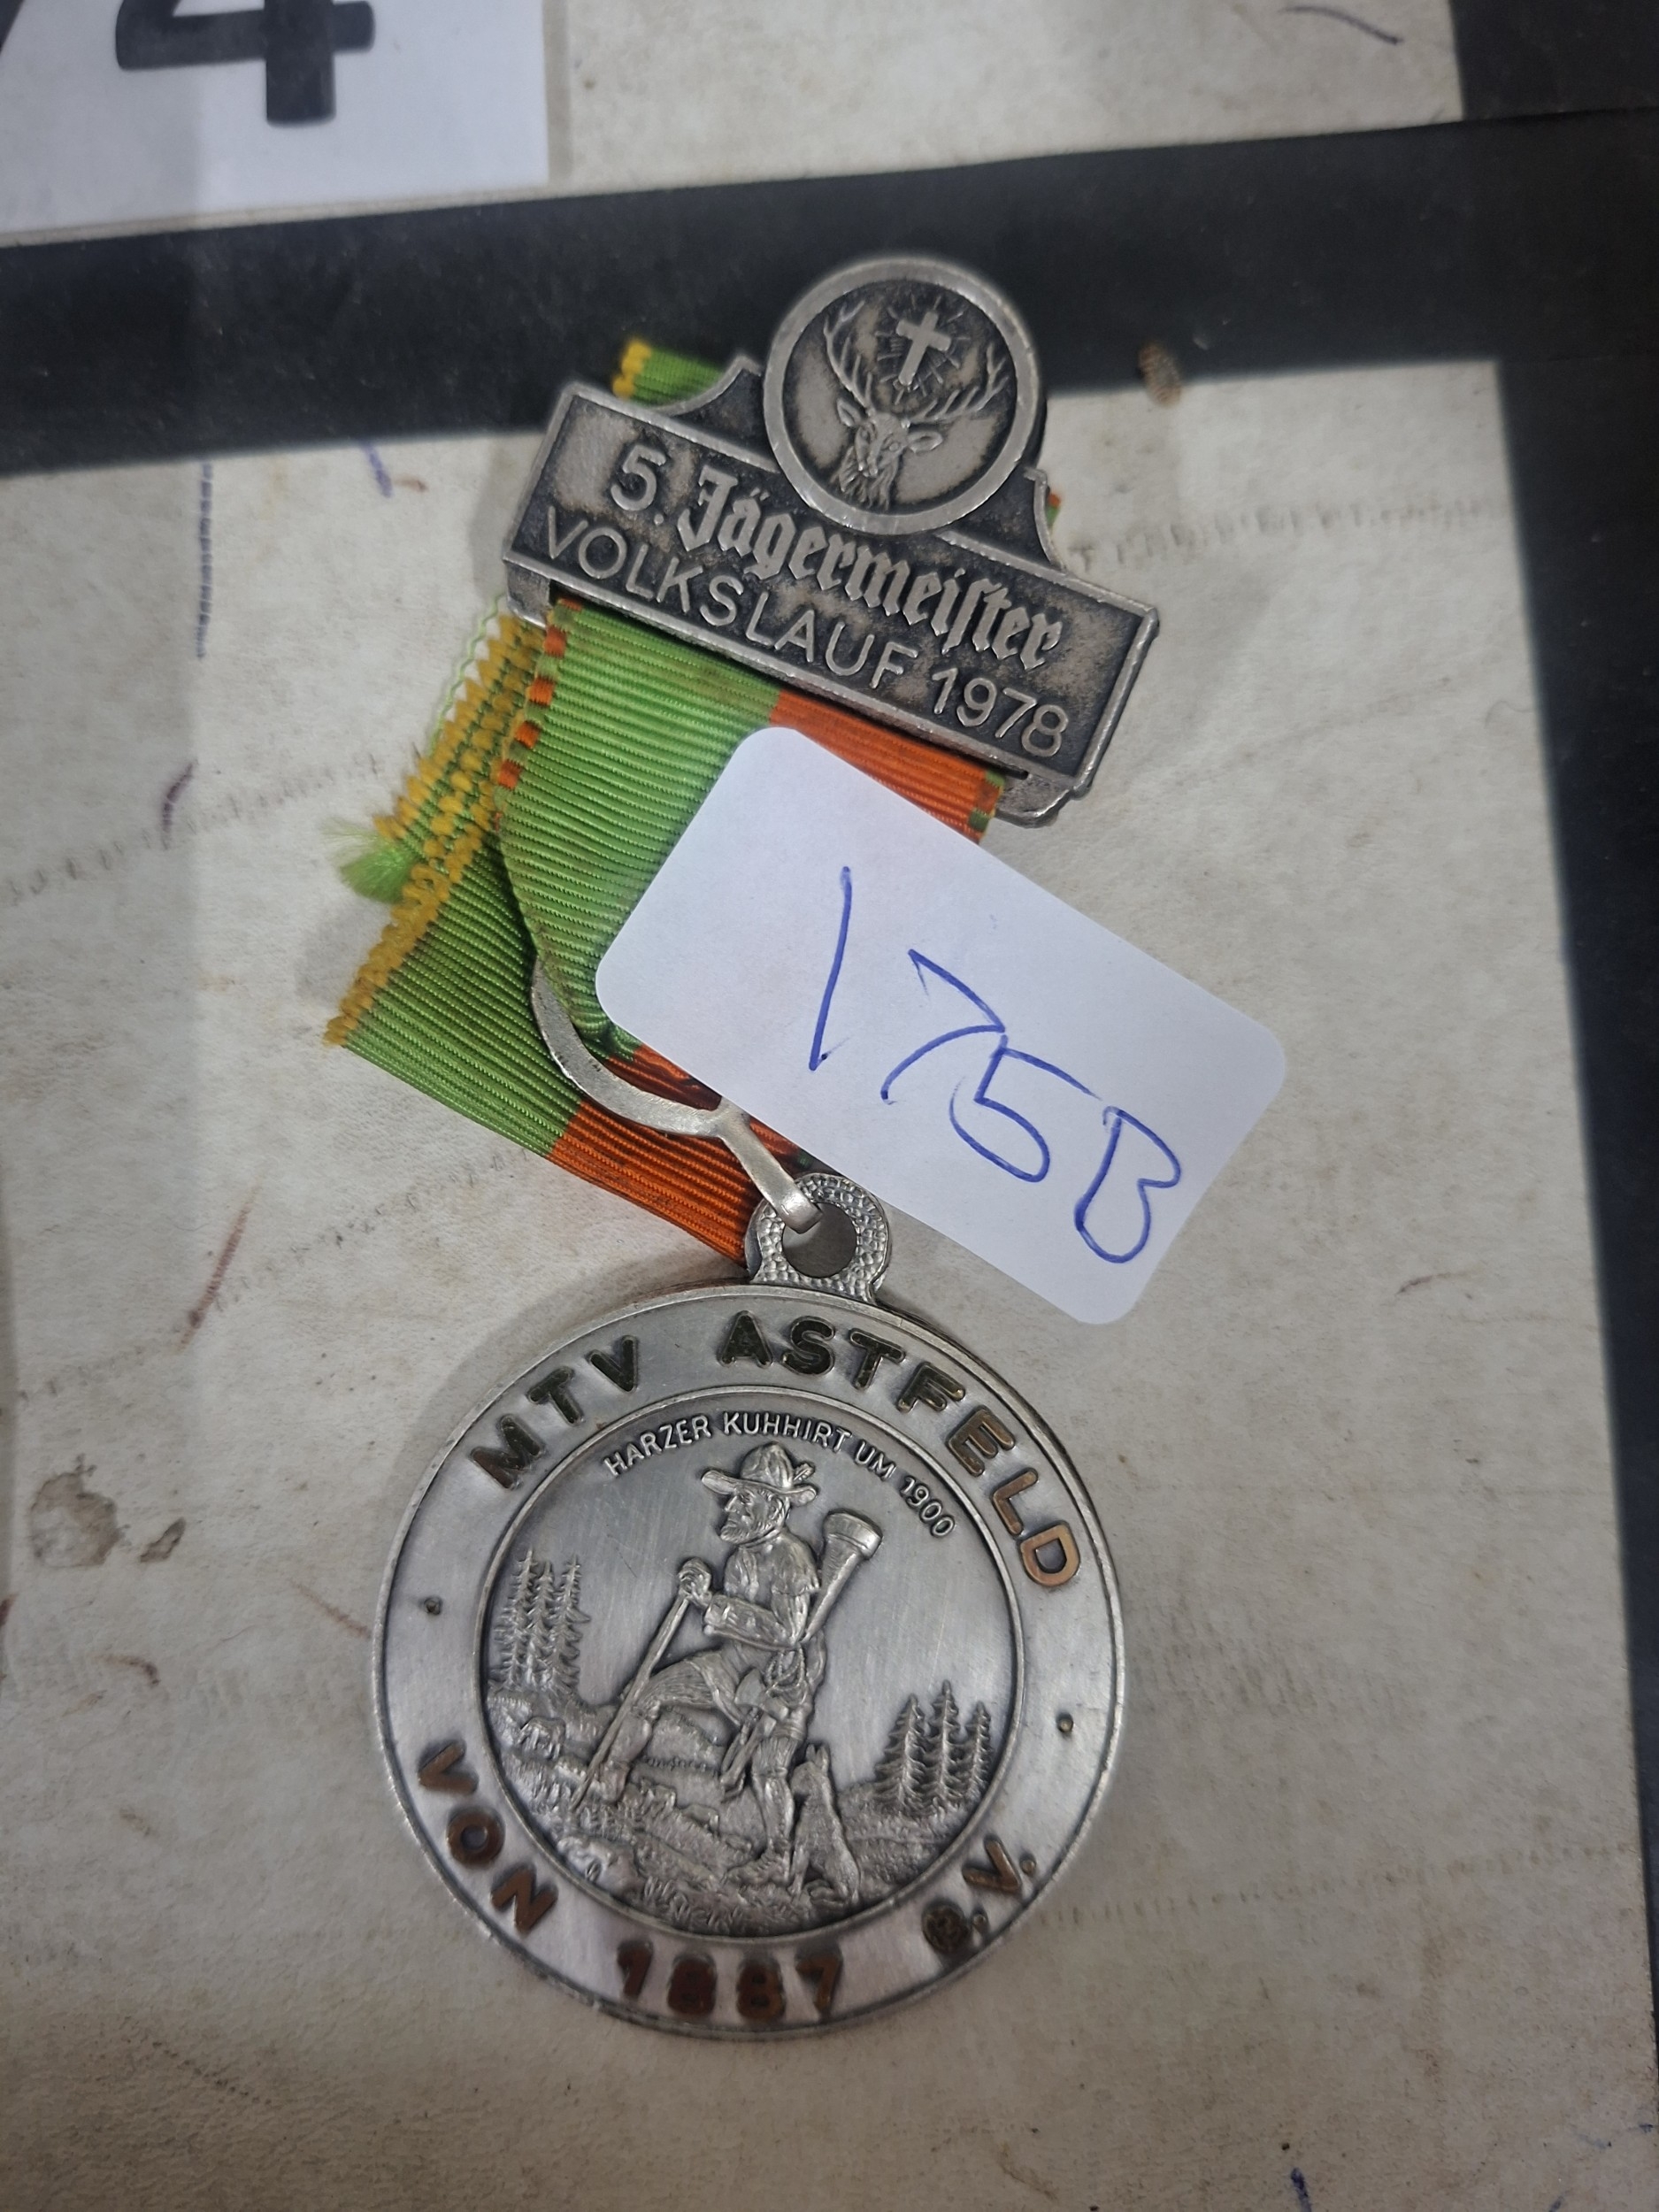 4
5. Jägermeister
VOLKSLAUF 1978
175B
MTV ASTFELD
HARZER KUHHIRT UM 1900
VON 1887 e.V.